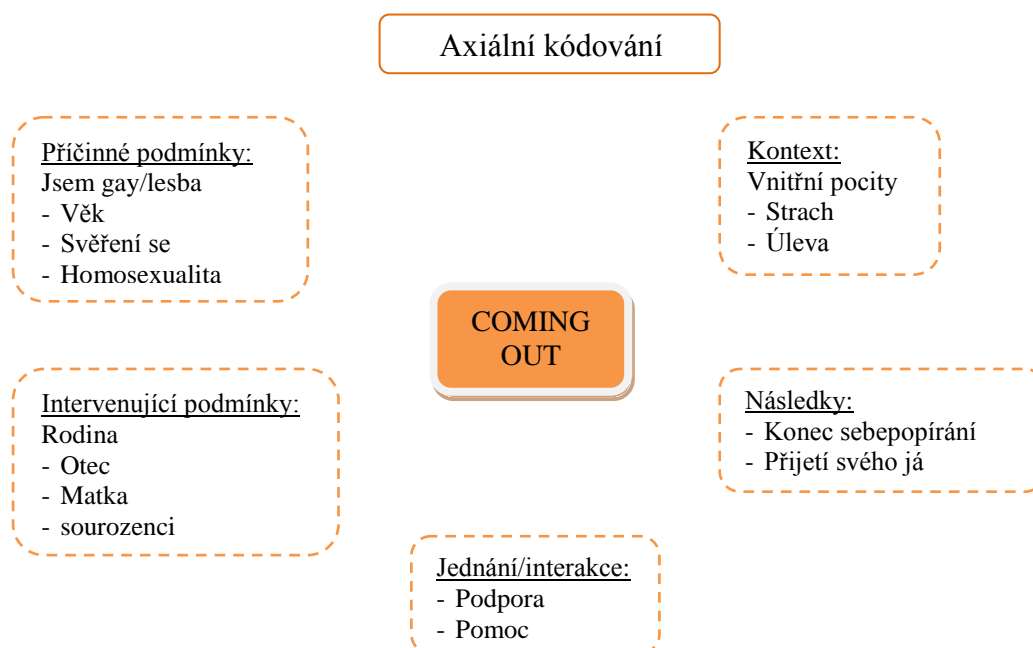 Axiální kódování
Příčinné podmínky:
Jsem gay/lesba
- Věk
- Svěření se
- Homosexualita
Kontext:
Vnitřní pocity
- Strach
- Úleva
COMING
OUT
Intervenující podmínky:
Rodina
- Otec
- Matka
- sourozenci
Následky:
- Konec sebepopírání
- Přijetí svého já
Jednání/interakce:
- Podpora
- Pomoc